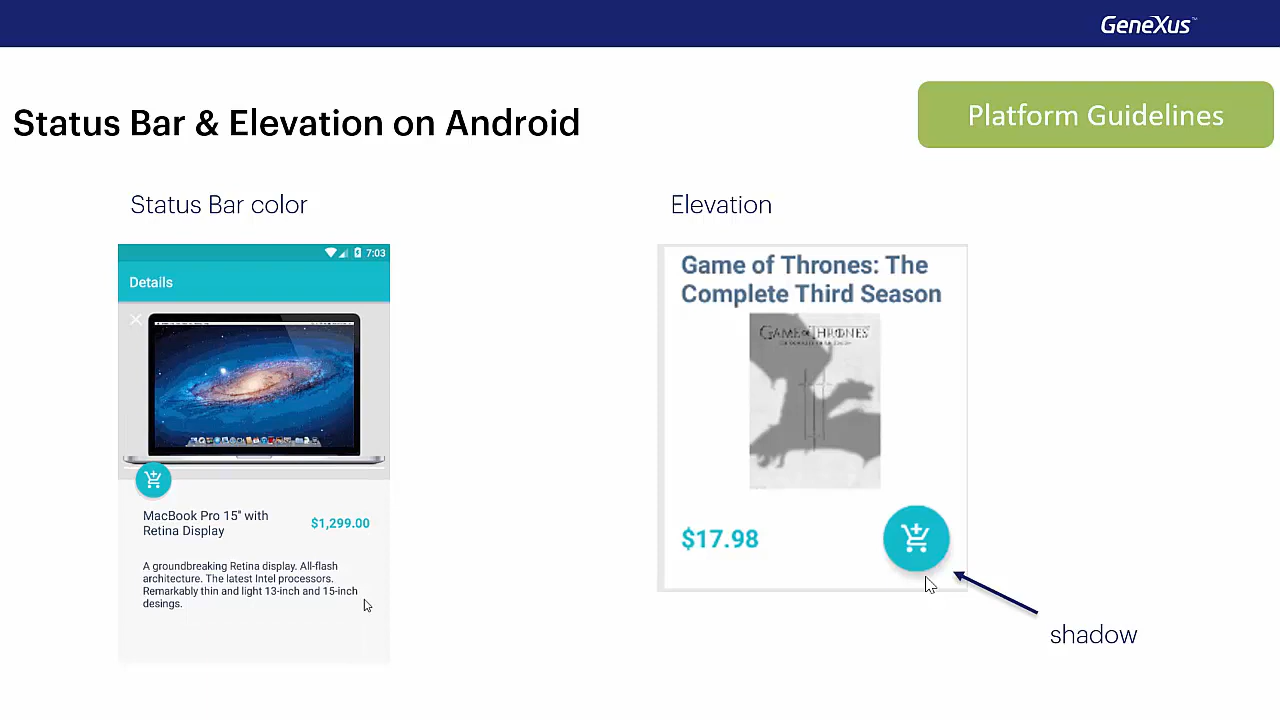 GeneXus™
Status Bar & Elevation on Android
Platform Guidelines
Status Bar color
7:03
Details
MacBook Pro 15" with
Retina Display
$1,299.00
A groundbreaking Retina display. All-flash
architecture. The latest Intel processors.
Remarkably thin and light 13-inch and 15-inch
desings.
Elevation
Game of Thrones: The
Complete Third Season
GAME OF THRONES
$17.98
shadow